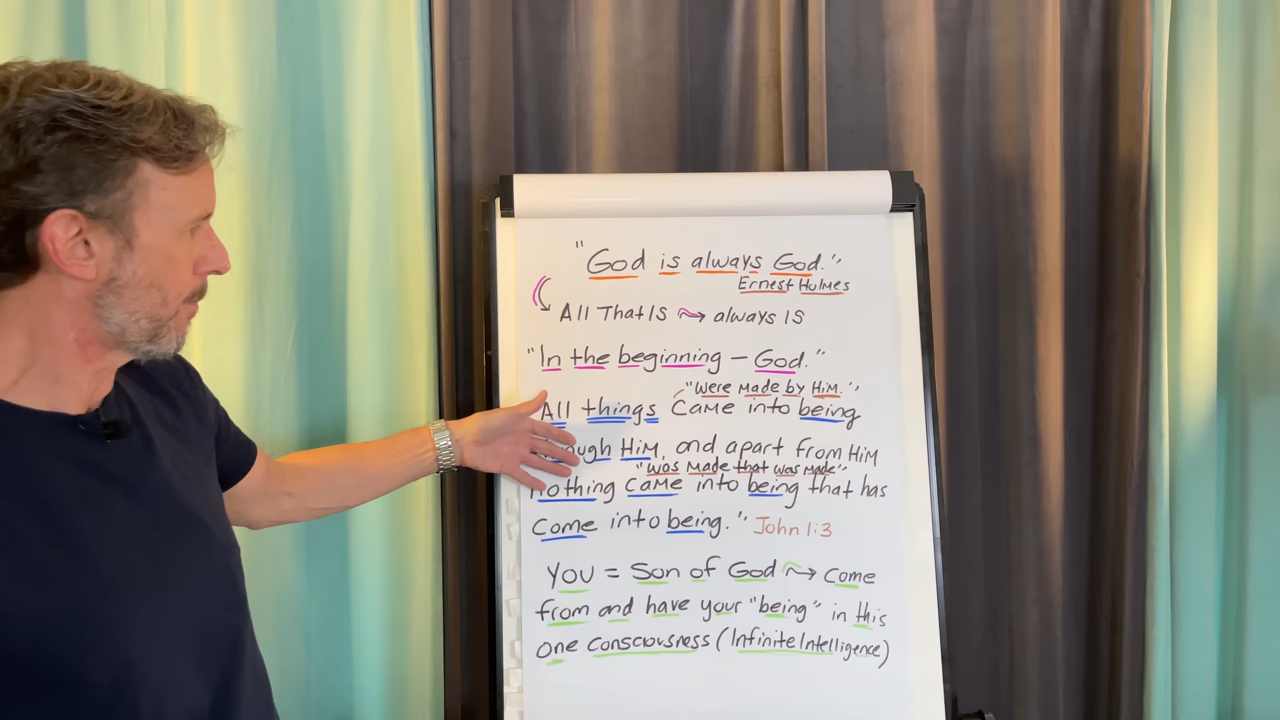 "God is always God."
Ernest Holmes
All That IS → always IS
"In the beginning – God."
"were made by HiM."
All things CAME into being
ough HiM, and apart from HiM
"was made that was made"
nothing CAME into being that has
come into being." John 1:3
YOU = Son of God → come
from and have your "being" in this
one consciousness (Infinite Intelligence)